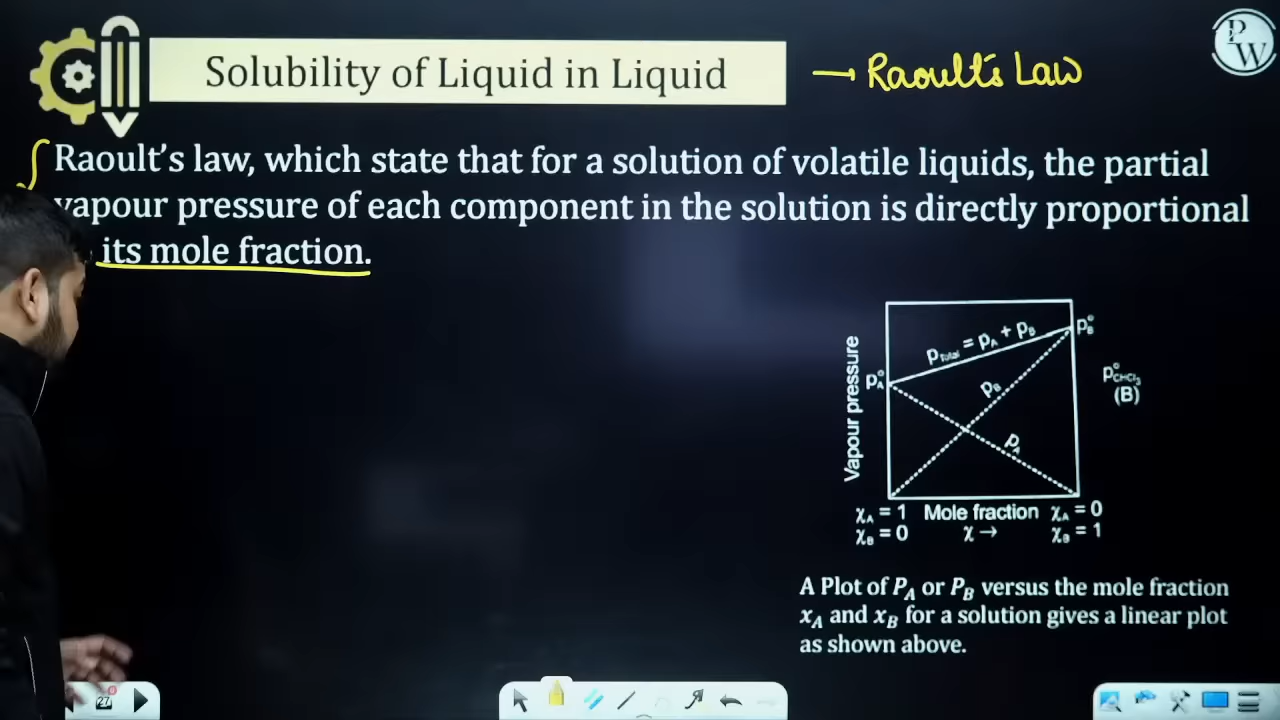 Solubility of Liquid in Liquid
→ Raoult's Law
PW
Raoult's law, which state that for a solution of volatile liquids, the partial
vapour pressure of each component in the solution is directly proportional
its mole fraction.
Vapour pressure
p°A
p°B
pTotal = pA + pB
pB
pA
p°CHCl3
(B)
χA = 1 Mole fraction χA = 0
χB = 0 χ → χB = 1
A Plot of PA or PB versus the mole fraction
xA and xB for a solution gives a linear plot
as shown above.
27